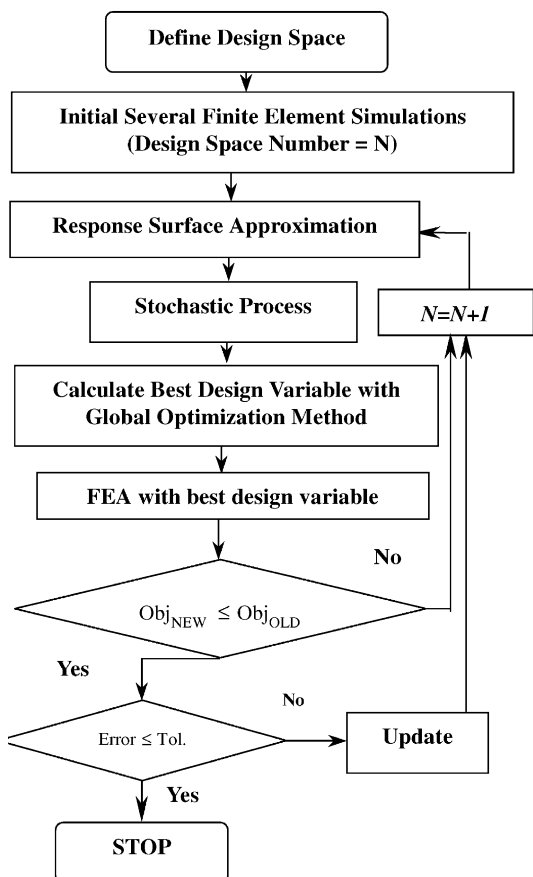 Define Design Space
Initial Several Finite Element Simulations
(Design Space Number = N)
Response Surface Approximation
Stochastic Process
N=N+1
Calculate Best Design Variable with
Global Optimization Method
FEA with best design variable
No
Obj_NEW ≤ Obj_OLD
Yes
No
Error ≤ Tol.
Update
Yes
STOP